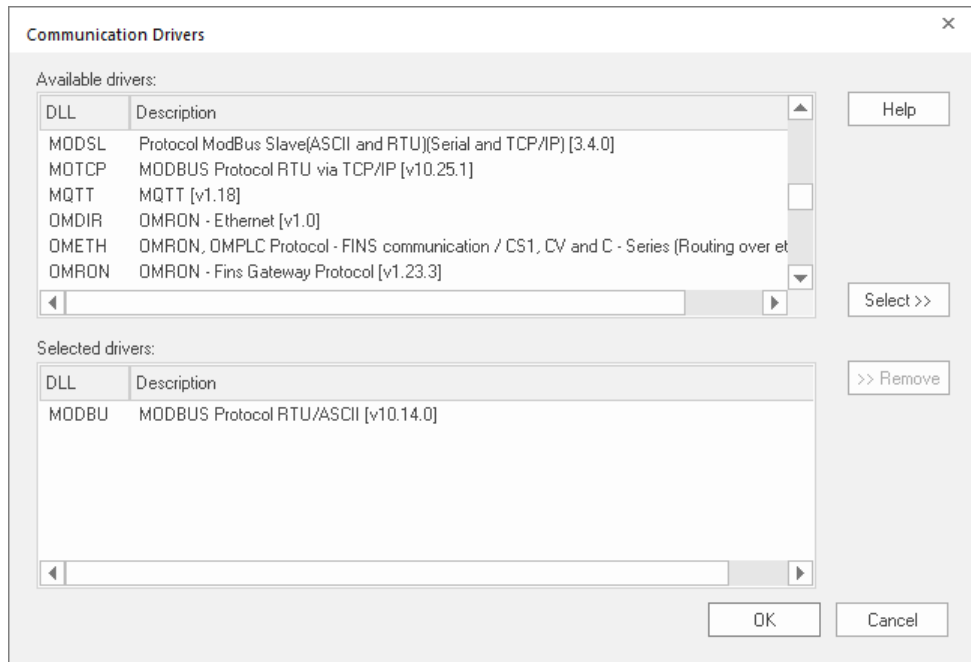 Communication Drivers
Available drivers:
DLL Description
MODSL Protocol ModBus Slave(ASCII and RTU)(Serial and TCP/IP) [3.4.0]
MOTCP MODBUS Protocol RTU via TCP/IP [v10.25.1]
MQTT MQTT [v1.18]
OMDIR OMRON - Ethernet [v1.0]
OMETH OMRON, OMPLC Protocol - FINS communication / CS1, CV and C - Series (Routing over et
OMRON OMRON - Fins Gateway Protocol [v1.23.3]
Help
Select >>
Selected drivers:
DLL Description
MODBU MODBUS Protocol RTU/ASCII [v10.14.0]
>> Remove
OK Cancel